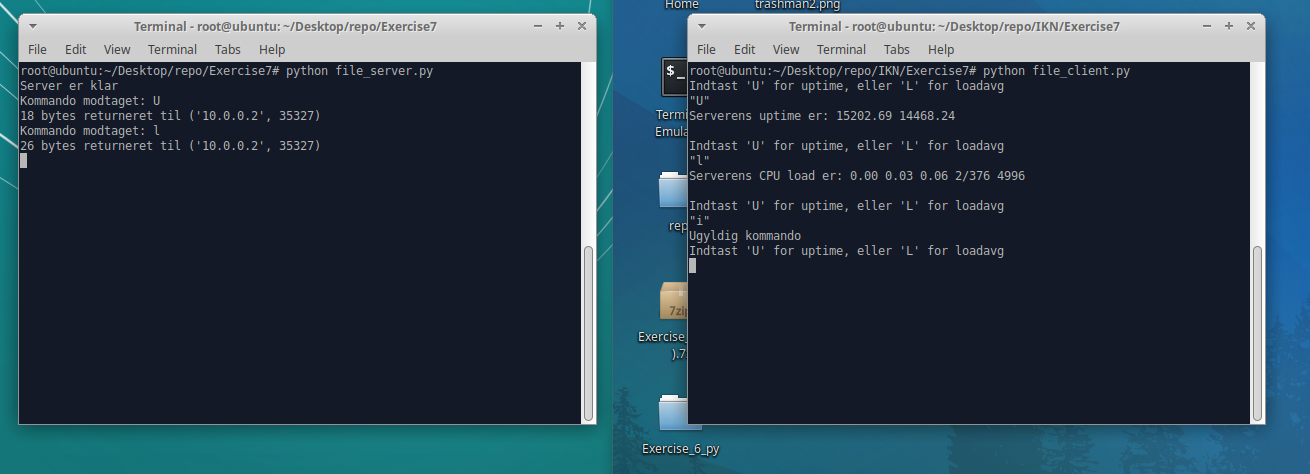 Terminal - root@ubuntu: ~/Desktop/repo/Exercise7
File Edit View Terminal Tabs Help
root@ubuntu:~/Desktop/repo/Exercise7# python file_server.py
Server er klar
Kommando modtaget: U
18 bytes returneret til ('10.0.0.2', 35327)
Kommando modtaget: l
26 bytes returneret til ('10.0.0.2', 35327)
Home
trashman2.png
$_
Emula
rep
7zip
Exercise_
).7
Exercise_6_py
Terminal - root@ubuntu: ~/Desktop/repo/IKN/Exercise7
File Edit View Terminal Tabs Help
root@ubuntu:~/Desktop/repo/IKN/Exercise7# python file_client.py
Indtast 'U' for uptime, eller 'L' for loadavg
"U"
Serverens uptime er: 15202.69 14468.24
Indtast 'U' for uptime, eller 'L' for loadavg
"l"
Serverens CPU load er: 0.00 0.03 0.06 2/376 4996
Indtast 'U' for uptime, eller 'L' for loadavg
"i"
Ugyldig kommando
Indtast 'U' for uptime, eller 'L' for loadavg